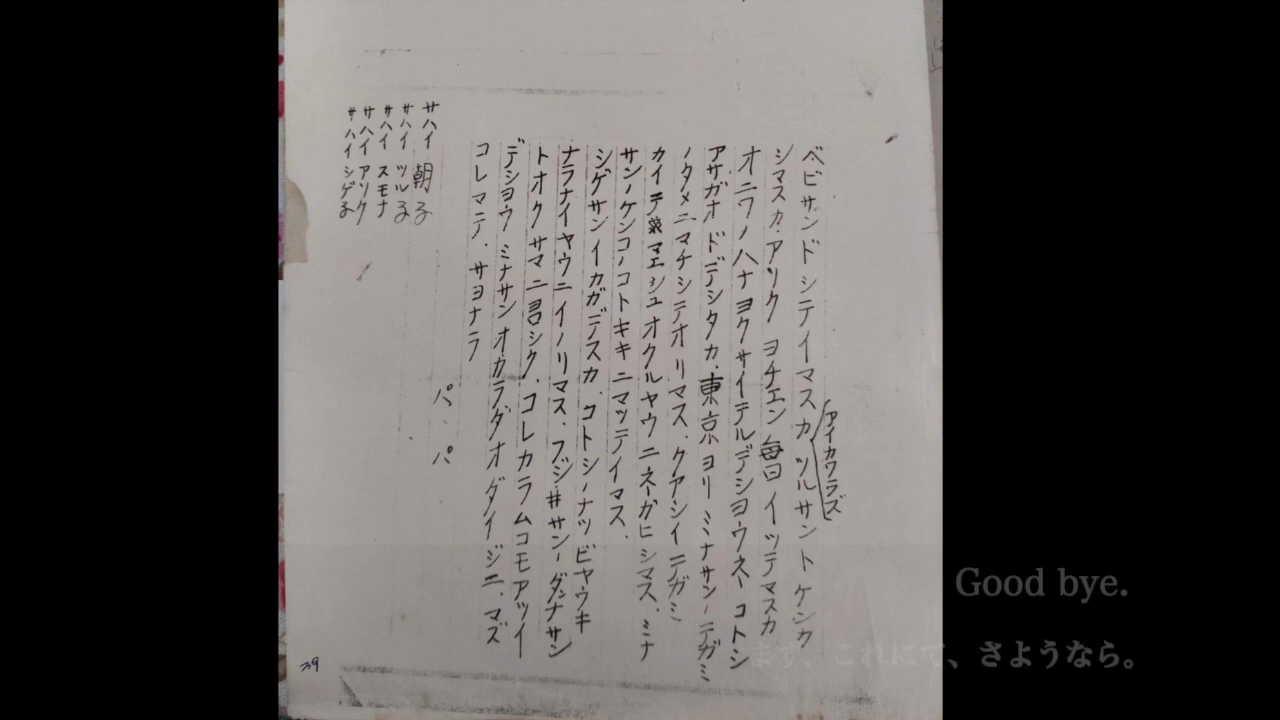 ベビサンドシテイマスカ ツルサントケンク
アイカワラズ
シマスカ.アソク ヨチエン 毎日イッテマスカ
オニワノハナヨクサイテルデショウネー コトシ
アサガオドデシタカ.東京ヨリミナサンノテガミ
ノタメニマチシテオリマス.クアシイテガミ
カイテ マエシュオクルヤウニネーガヒシマス.ミナ
サンノケンコノコトキキニマッテイマス.
シゲサンイカガデスカ.コトシノナツビヤウキ
ナラナイヤウニイノリマス.フジ井サンノダンナサン
トオクサマニヨロシク.コレカラムコモアツイ
デショウミナサンオカラダオダイジニ.マズ
コレマテ.サヨナラ
パパ
サハイ 朝子
サハイ ツル子
サハイ スモナ
サハイ アソク
サハイ シゲ子
39
Good bye.
まず、これにて、さようなら。